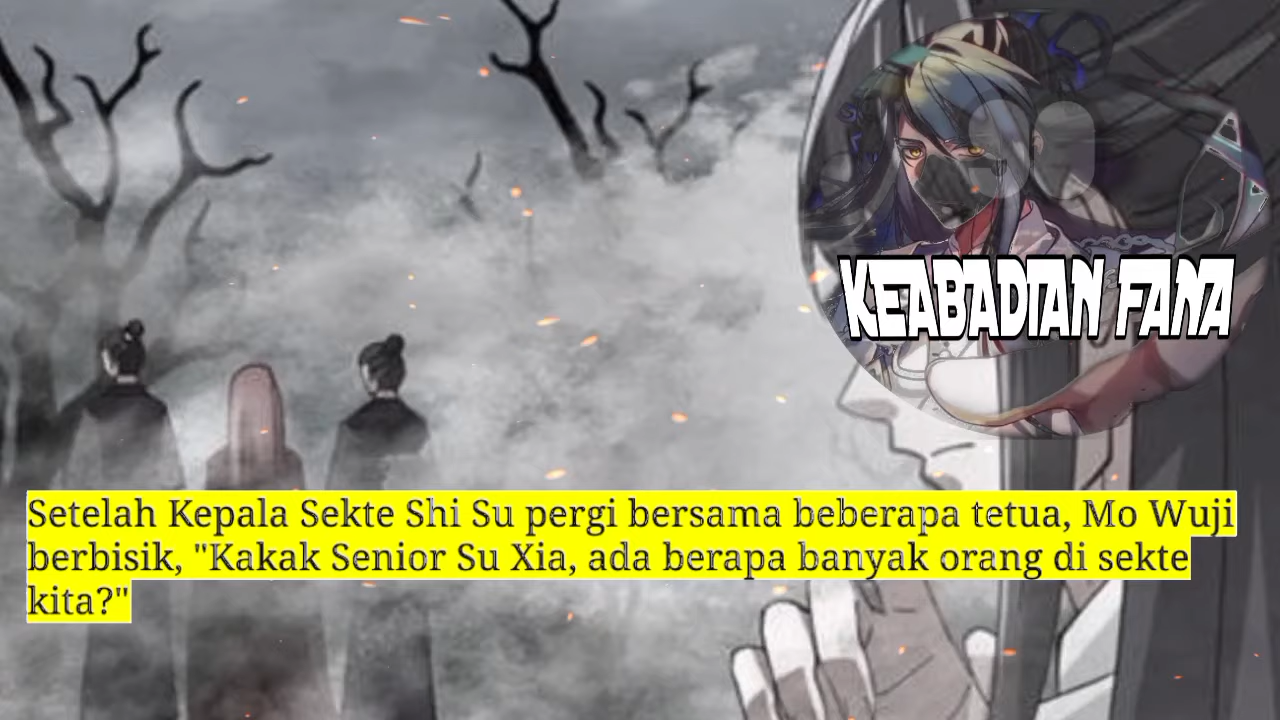 KEABADIAN FANA
Setelah Kepala Sekte Shi Su pergi bersama beberapa tetua, Mo Wuji
berbisik, "Kakak Senior Su Xia, ada berapa banyak orang di sekte
kita?"